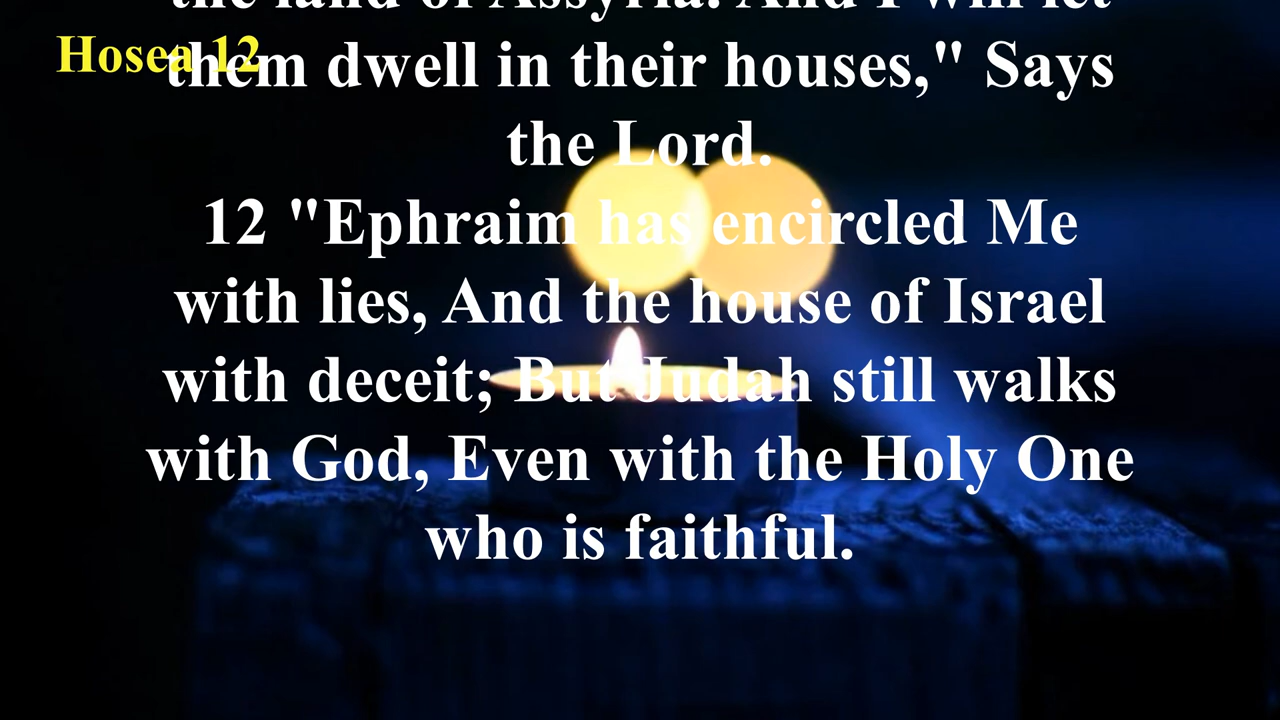 the land of Assyria. And I will let
Hosea 12
them dwell in their houses," Says
the Lord.
12 "Ephraim has encircled Me
with lies, And the house of Israel
with deceit; But Judah still walks
with God, Even with the Holy One
who is faithful.